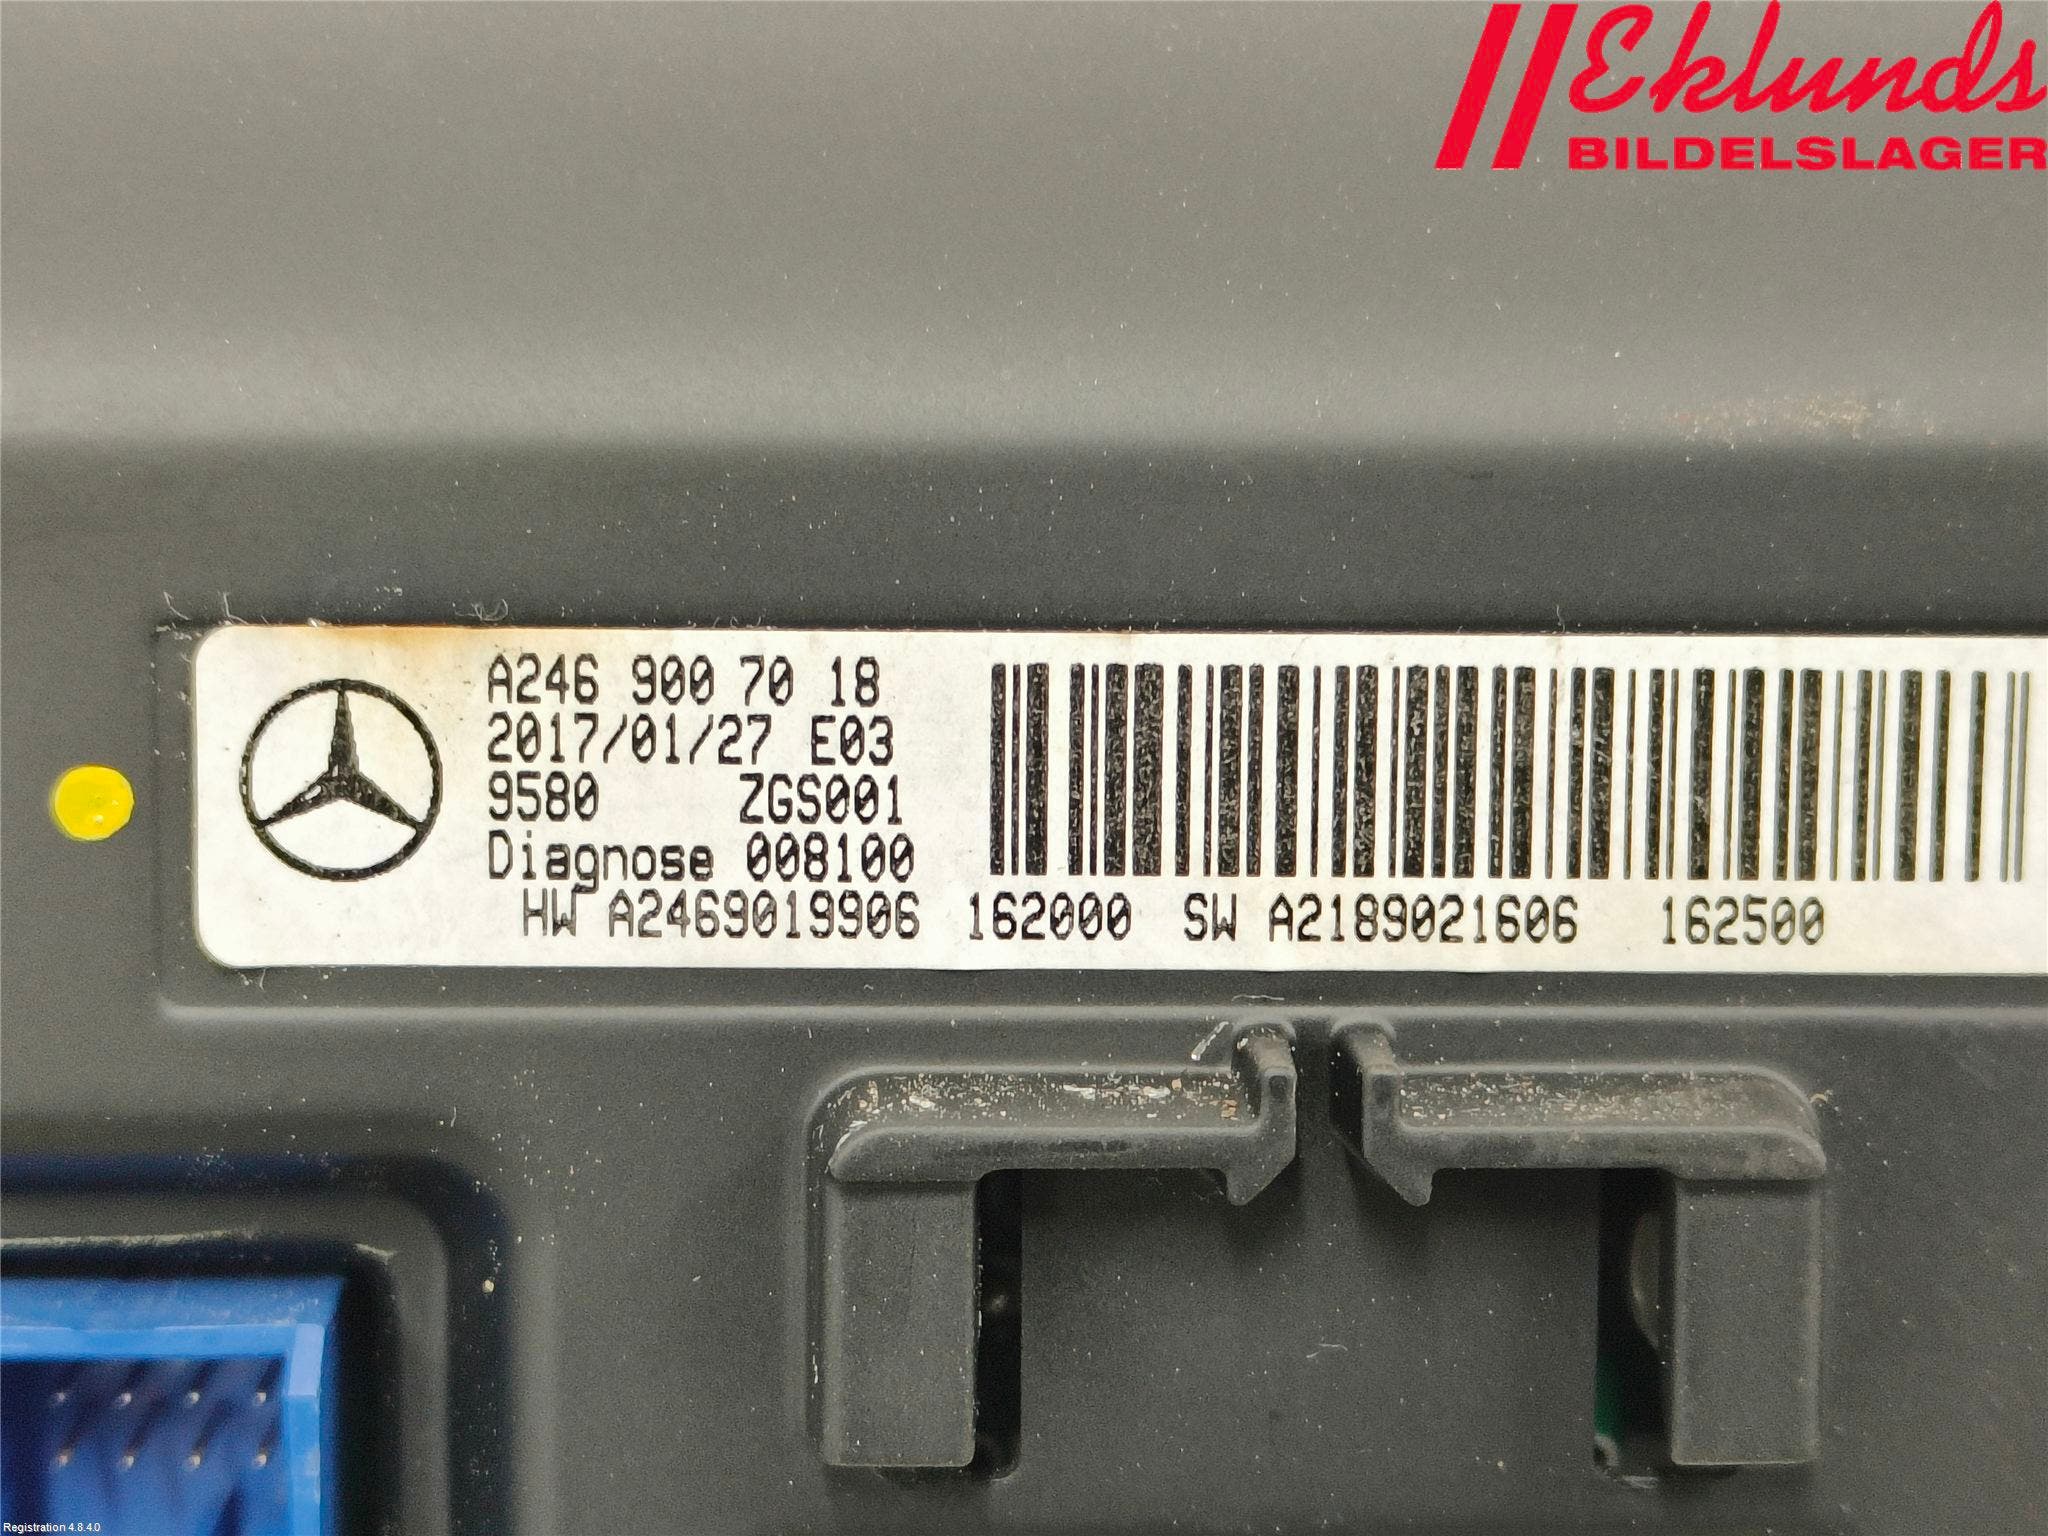 Eklunds
BILDELSLAGER
A246 900 70 18
2017/01/27 E03
9580 ZGS001
Diagnose 008100
HW A2469019906 162000 SW A2189021606 162500
Registration 4.8.4.0